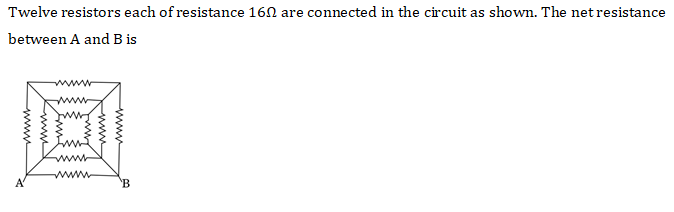 Twelve resistors each of resistance 16Ω are connected in the circuit as shown. The net resistance
between A and B is
A B